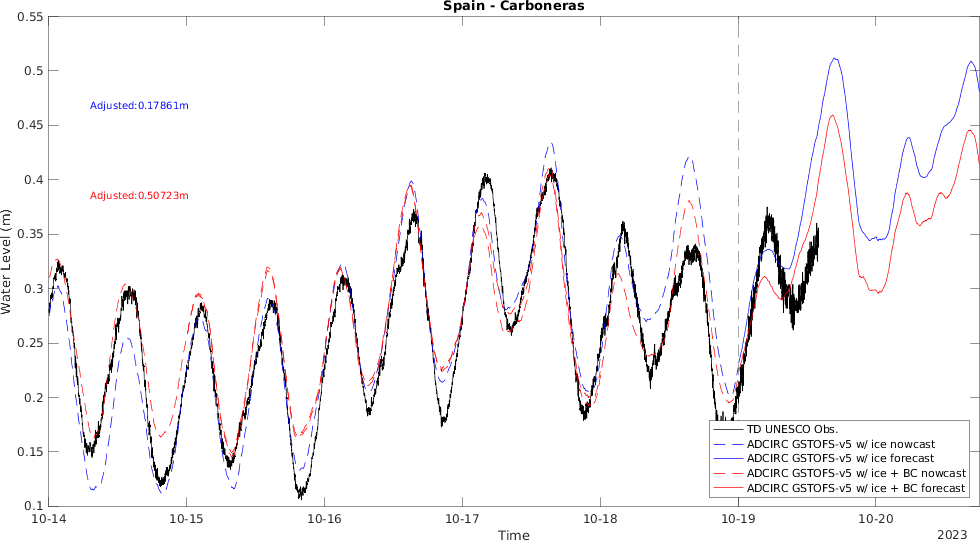 Spain - Carboneras
0.55
0.5
0.45
0.4
0.35
0.3
0.25
0.2
0.15
0.1
Water Level (m)
Adjusted:0.17861m
Adjusted:0.50723m
TD UNESCO Obs.
ADCIRC GSTOFS-v5 w/ ice nowcast
ADCIRC GSTOFS-v5 w/ ice forecast
ADCIRC GSTOFS-v5 w/ ice + BC nowcast
ADCIRC GSTOFS-v5 w/ ice + BC forecast
10-14 10-15 10-16 10-17 10-18 10-19 10-20
Time
2023